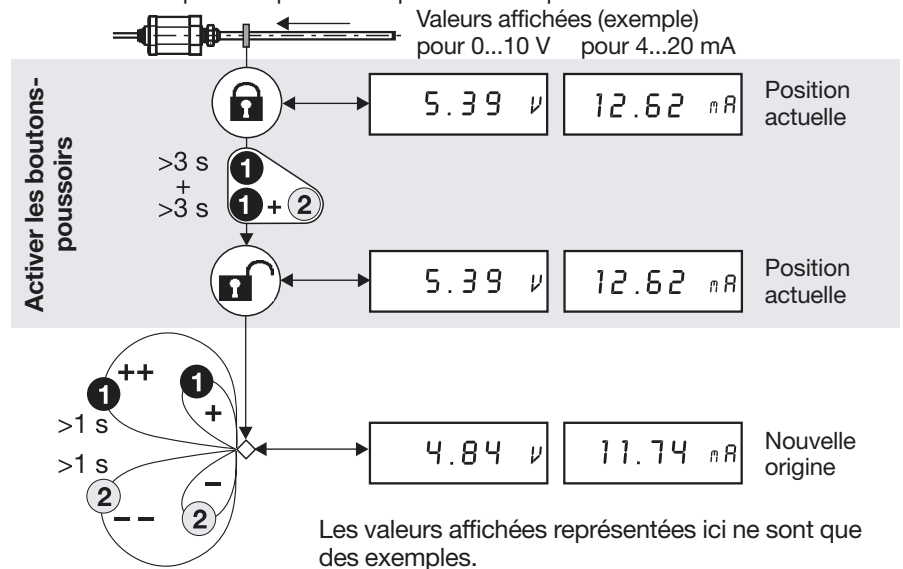 Valeurs affichées (exemple)
pour 0...10 V pour 4...20 mA
Activer les boutons-
poussoirs
5.39 V 12.62 mA
Position
actuelle
>3 s 1
+
>3 s 1 + 2
5.39 V 12.62 mA
Position
actuelle
++
1 1
+
>1 s
>1 s
4.84 V 11.74 mA
Nouvelle
origine
2 –
– – 2
Les valeurs affichées représentées ici ne sont que
des exemples.